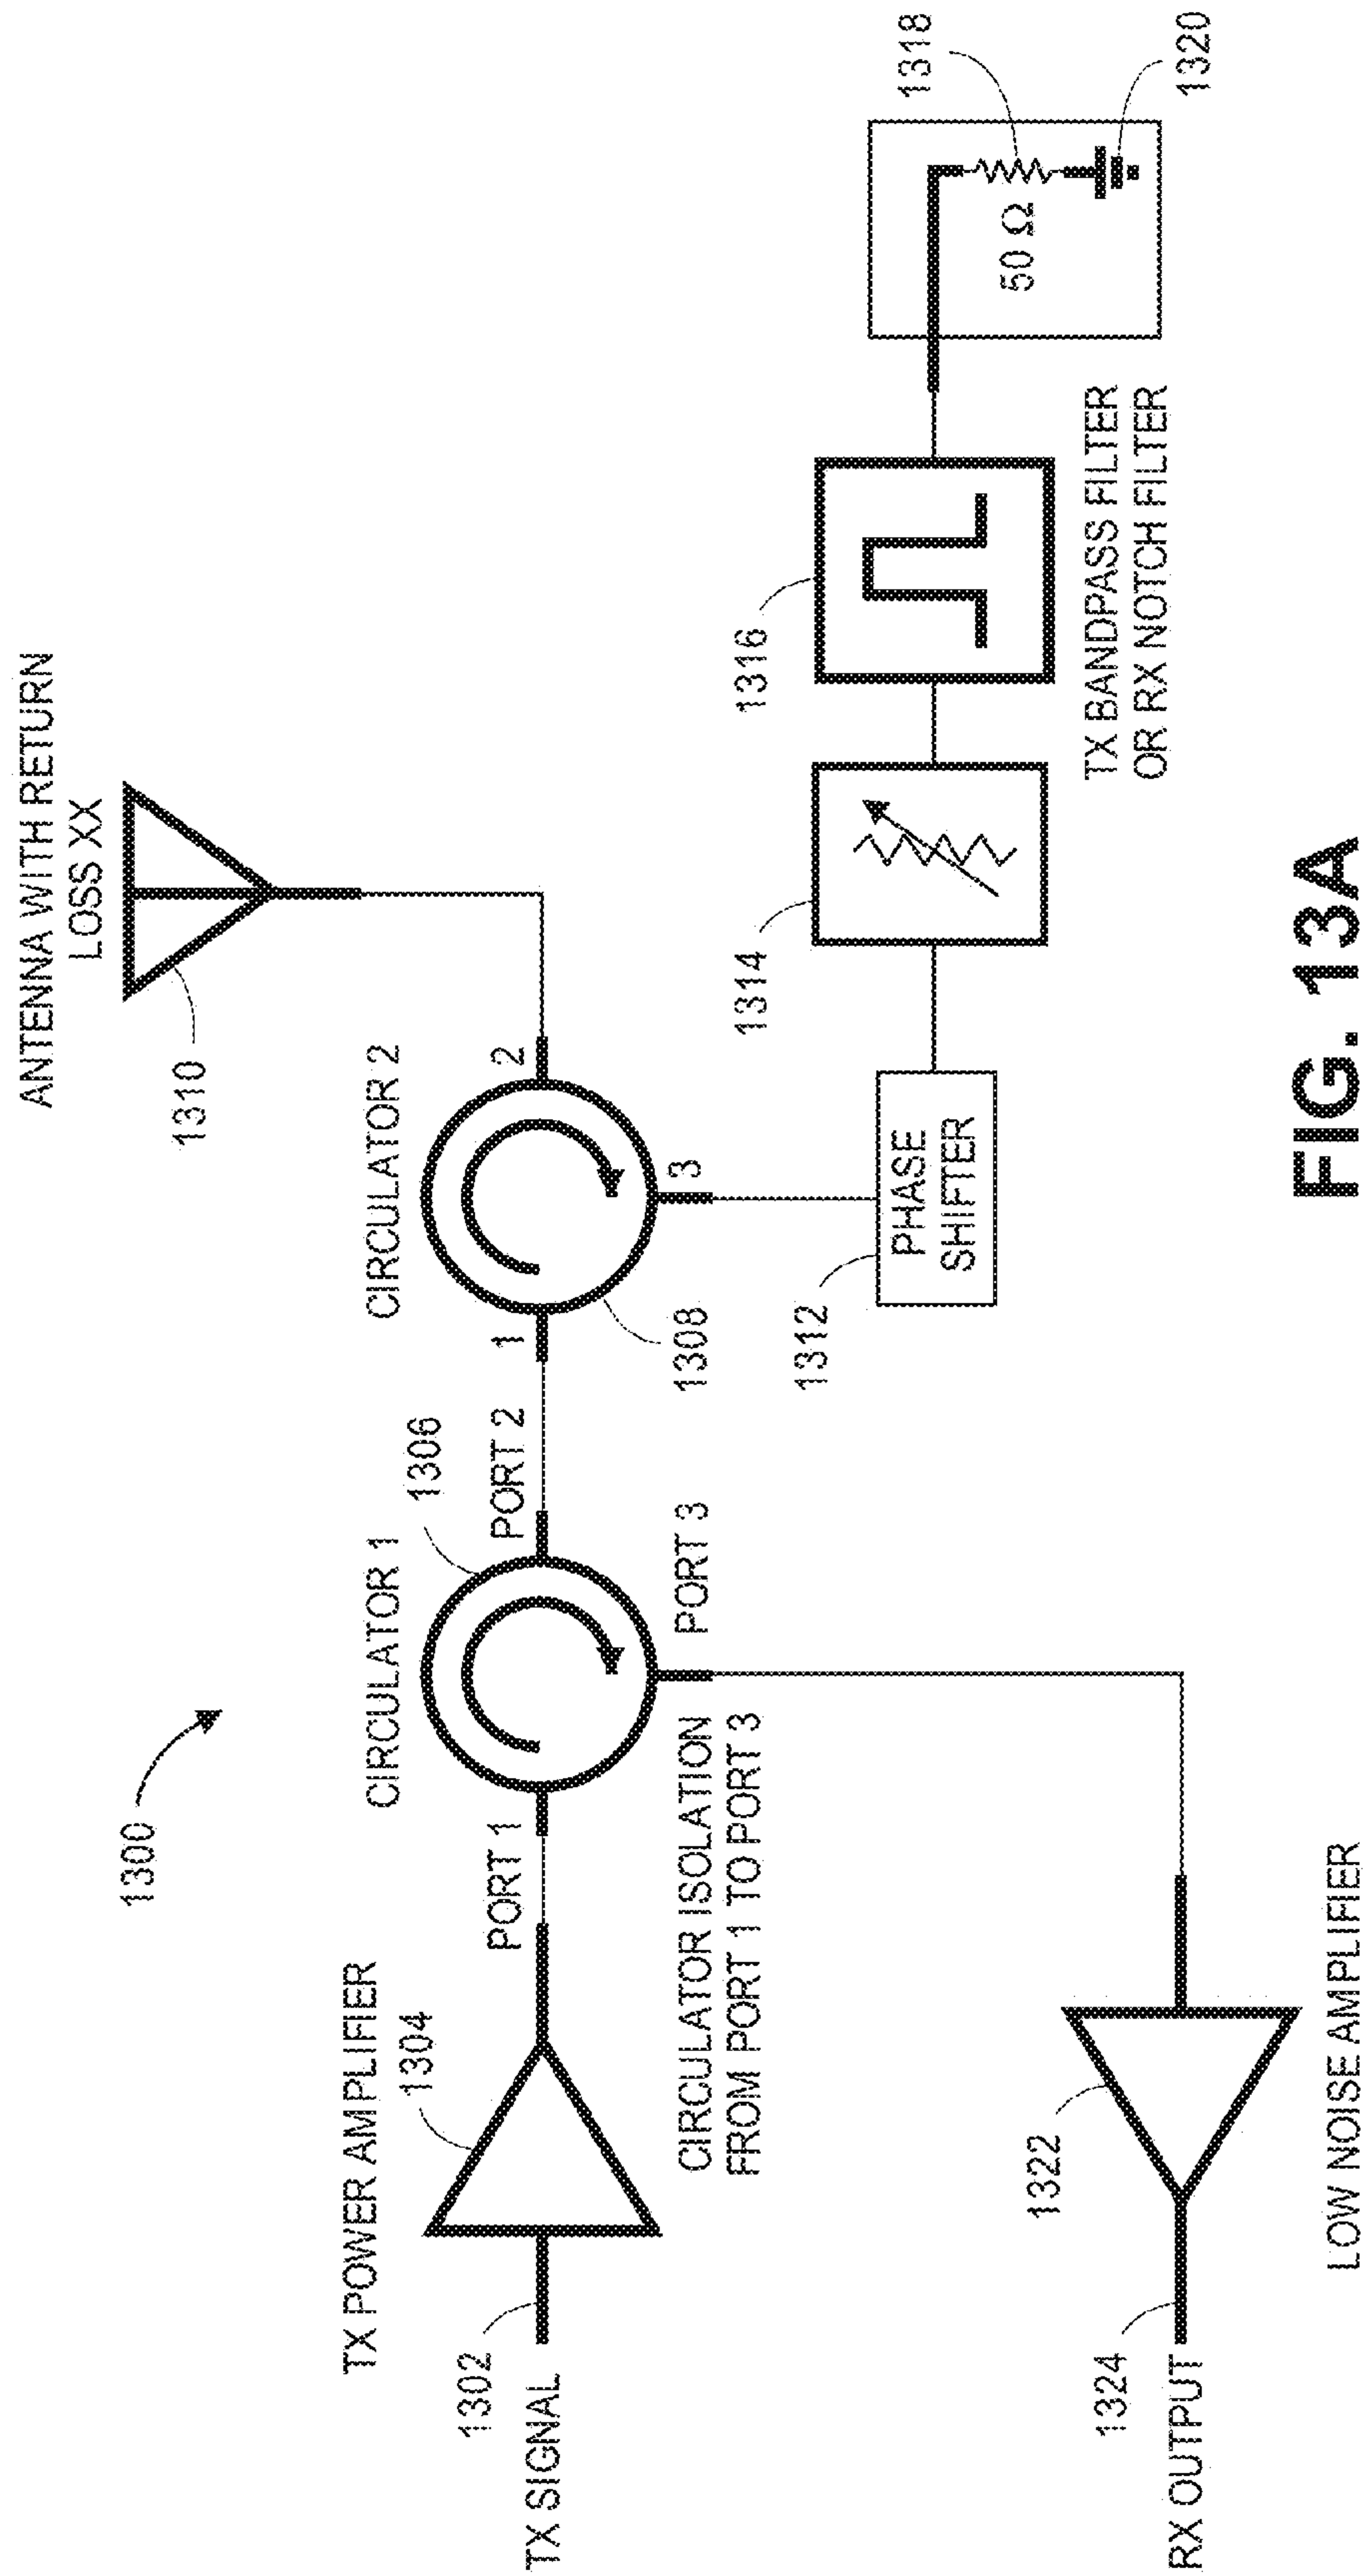 1300
ANTENNA WITH RETURN
LOSS XX
1310
TX POWER AMPLIFIER
1304
CIRCULATOR 1
1306
CIRCULATOR 2
1302
TX SIGNAL
PORT 1
PORT 2
1
2
1308
3
PORT 3
CIRCULATOR ISOLATION
FROM PORT 1 TO PORT 3
1312
PHASE
SHIFTER
1314
1316
TX BANDPASS FILTER
OR RX NOTCH FILTER
50 Ω
1318
1320
1322
1324
RX OUTPUT
LOW NOISE AMPLIFIER
FIG. 13A